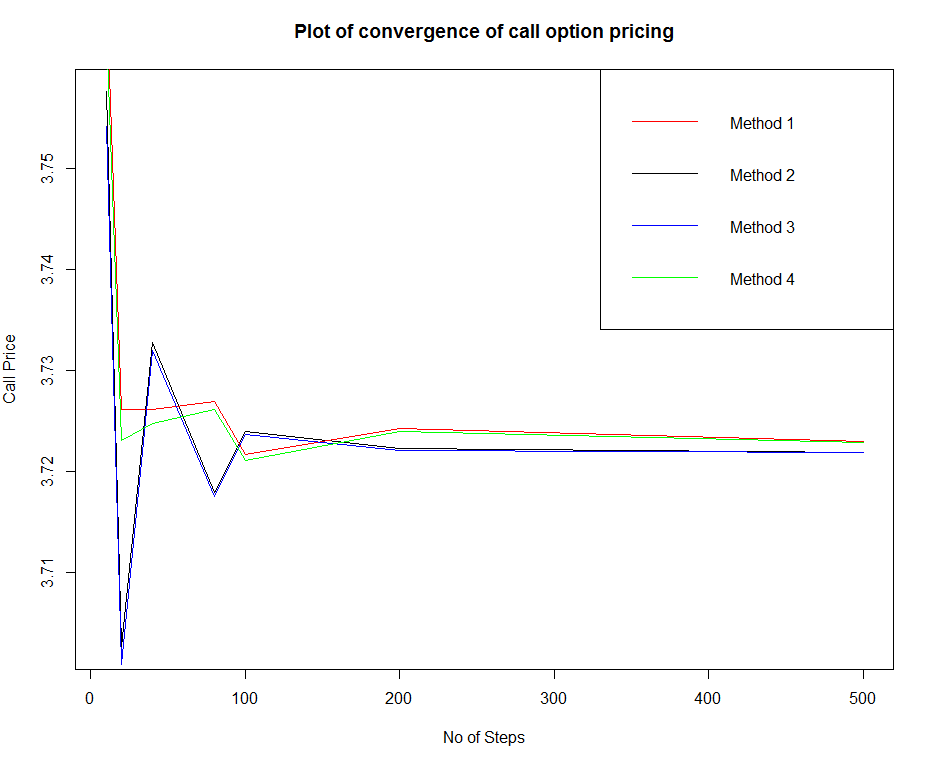 Plot of convergence of call option pricing
Method 1
Method 2
Method 3
Method 4
3.75
3.74
3.73
3.72
3.71
Call Price
0 100 200 300 400 500
No of Steps